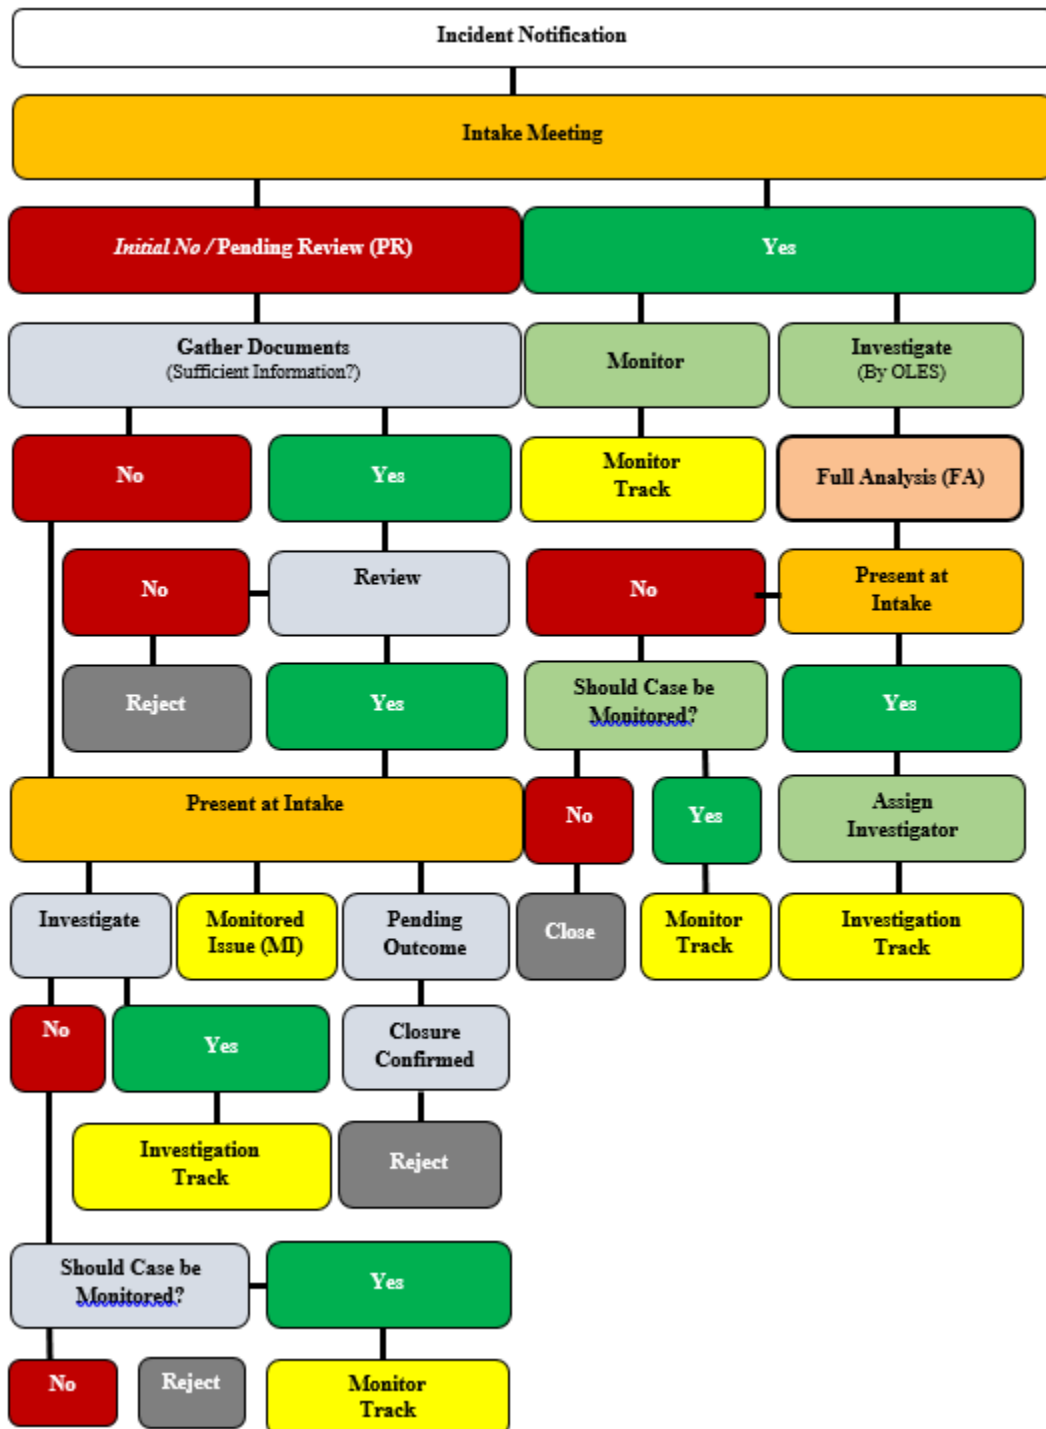 Incident Notification
Intake Meeting
Initial No / Pending Review (PR)
Yes
Gather Documents
(Sufficient Information?)
Monitor
Investigate
(By OLES)
No
Yes
Monitor
Track
Full Analysis (FA)
No
Review
No
Present at
Intake
Reject
Yes
Should Case be
Monitored?
Yes
Present at Intake
No
Yes
Assign
Investigator
Investigate
Monitored
Issue (MI)
Pending
Outcome
Close
Monitor
Track
Investigation
Track
No
Yes
Closure
Confirmed
Investigation
Track
Reject
Should Case be
Monitored?
Yes
No
Reject
Monitor
Track